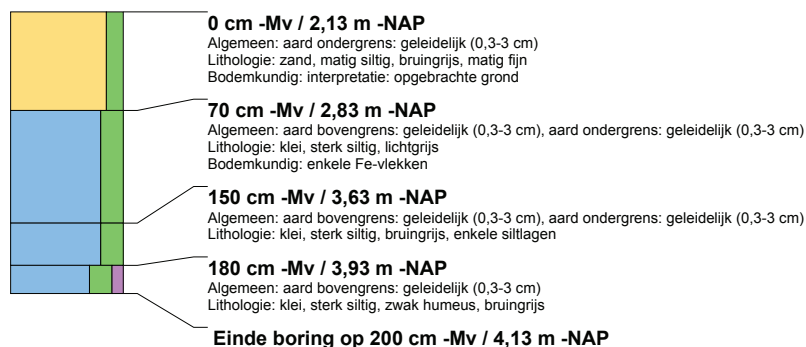 0 cm -Mv / 2,13 m -NAP
Algemeen: aard ondergrens: geleidelijk (0,3-3 cm)
Lithologie: zand, matig siltig, bruingrijs, matig fijn
Bodemkundig: interpretatie: opgebrachte grond
70 cm -Mv / 2,83 m -NAP
Algemeen: aard bovengrens: geleidelijk (0,3-3 cm), aard ondergrens: geleidelijk (0,3-3 cm)
Lithologie: klei, sterk siltig, lichtgrijs
Bodemkundig: enkele Fe-vlekken
150 cm -Mv / 3,63 m -NAP
Algemeen: aard bovengrens: geleidelijk (0,3-3 cm), aard ondergrens: geleidelijk (0,3-3 cm)
Lithologie: klei, sterk siltig, bruingrijs, enkele siltlagen
180 cm -Mv / 3,93 m -NAP
Algemeen: aard bovengrens: geleidelijk (0,3-3 cm)
Lithologie: klei, sterk siltig, zwak humeus, bruingrijs
Einde boring op 200 cm -Mv / 4,13 m -NAP